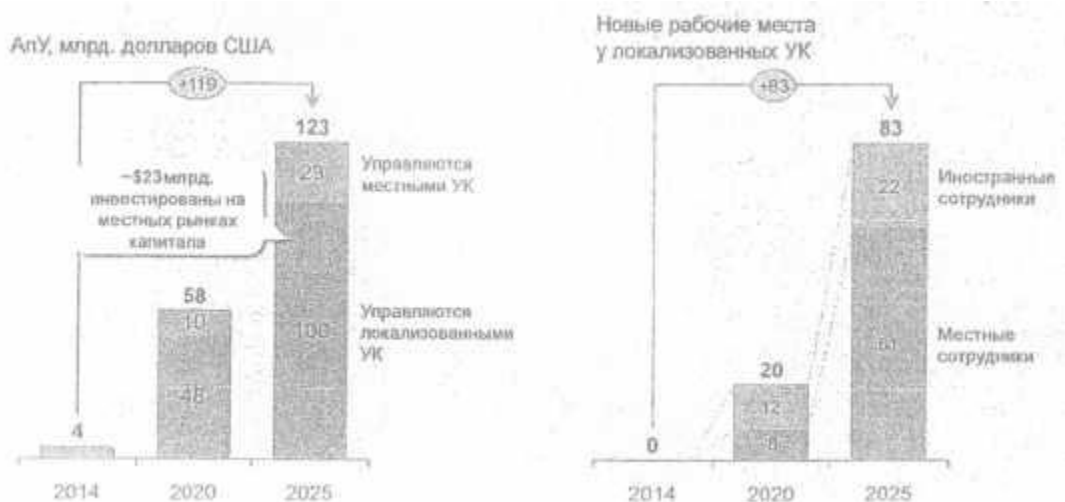 АпУ, млрд. долларов США
+119
123
29
Управляются
местными УК
~$23млрд.
инвестированы на
местных рынках
капитала
58
10
48
100
Управляются
локализованными
УК
4
2014 2020 2025
Новые рабочие места
у локализованных УК
+83
83
22
Иностранные
сотрудники
61
Местные
сотрудники
20
12
8
0
2014 2020 2025